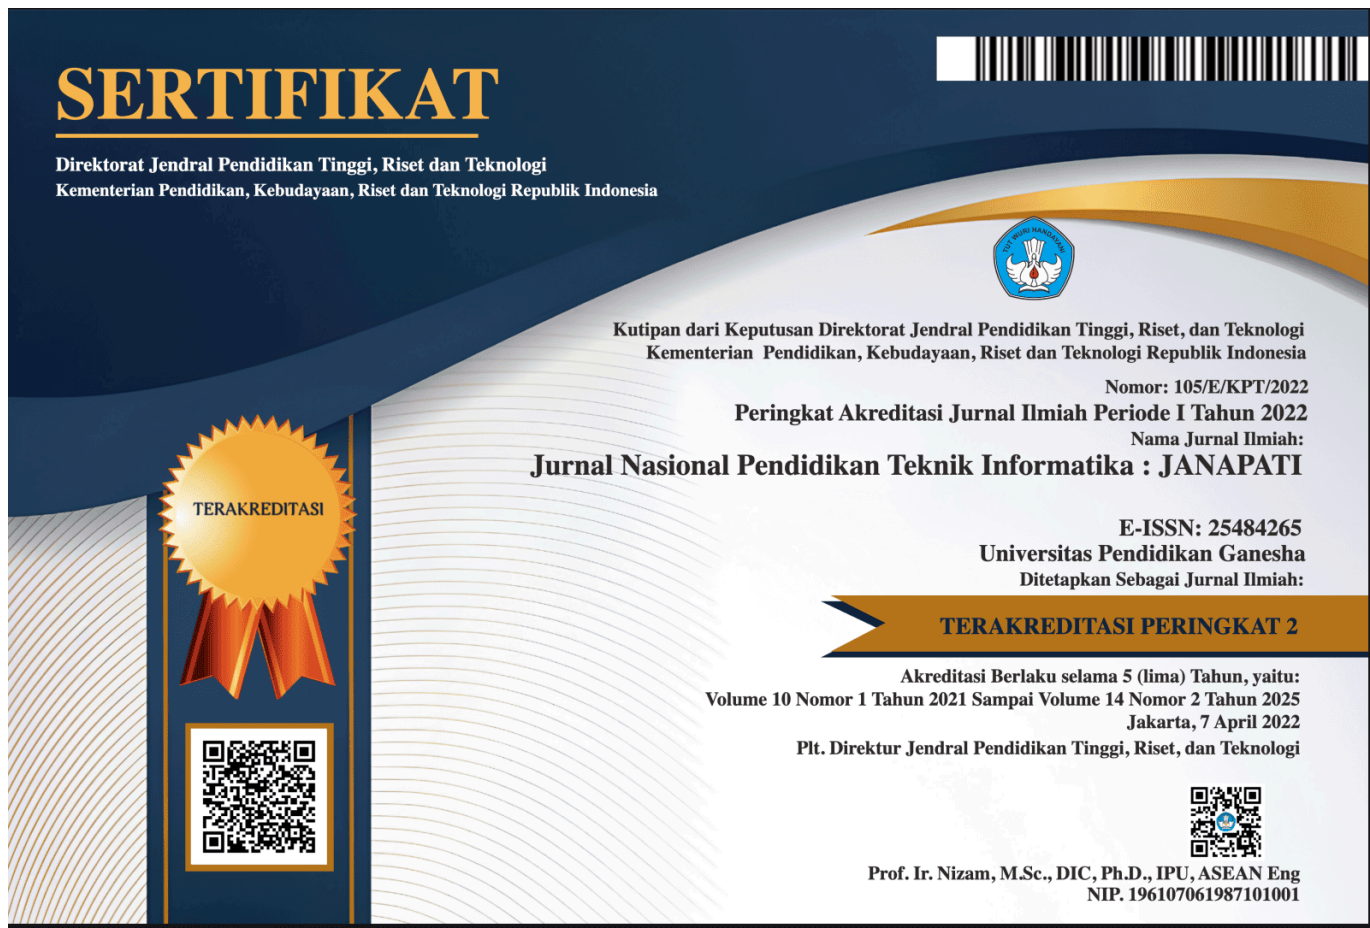 SERTIFIKAT
Direktorat Jendral Pendidikan Tinggi, Riset dan Teknologi
Kementerian Pendidikan, Kebudayaan, Riset dan Teknologi Republik Indonesia
TUT WURI HANDAYANI
Kutipan dari Keputusan Direktorat Jendral Pendidikan Tinggi, Riset, dan Teknologi
Kementerian Pendidikan, Kebudayaan, Riset dan Teknologi Republik Indonesia
Nomor: 105/E/KPT/2022
Peringkat Akreditasi Jurnal Ilmiah Periode I Tahun 2022
Nama Jurnal Ilmiah:
Jurnal Nasional Pendidikan Teknik Informatika : JANAPATI
TERAKREDITASI
E-ISSN: 25484265
Universitas Pendidikan Ganesha
Ditetapkan Sebagai Jurnal Ilmiah:
TERAKREDITASI PERINGKAT 2
Akreditasi Berlaku selama 5 (lima) Tahun, yaitu:
Volume 10 Nomor 1 Tahun 2021 Sampai Volume 14 Nomor 2 Tahun 2025
Jakarta, 7 April 2022
Plt. Direktur Jendral Pendidikan Tinggi, Riset, dan Teknologi
Prof. Ir. Nizam, M.Sc., DIC, Ph.D., IPU, ASEAN Eng
NIP. 196107061987101001